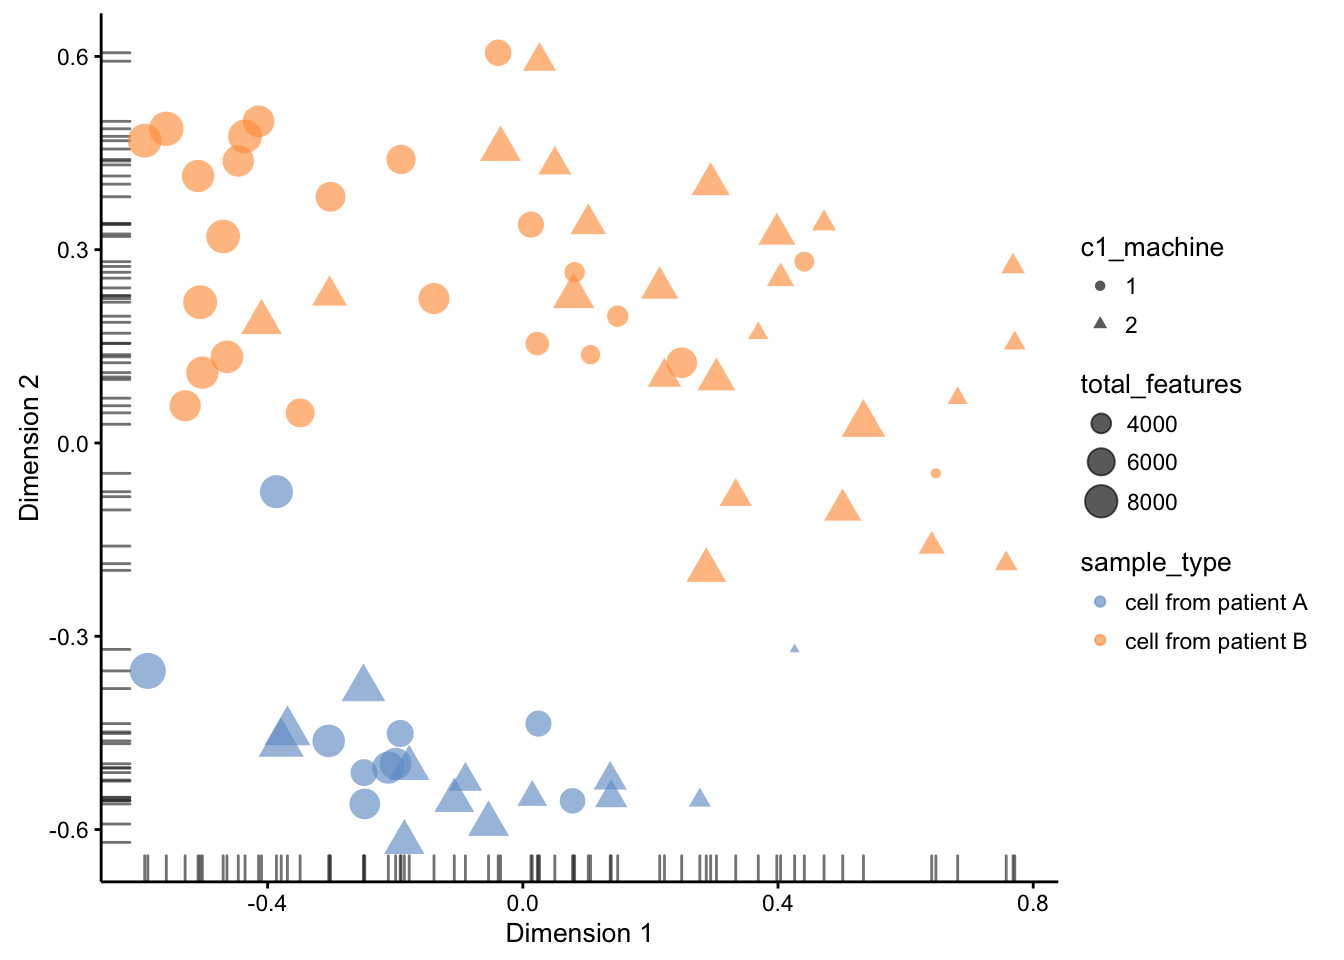 0.6
0.3
0.0
-0.3
-0.6
Dimension 2
-0.4
0.0
0.4
0.8
Dimension 1
c1_machine
1
2
total_features
4000
6000
8000
sample_type
cell from patient A
cell from patient B